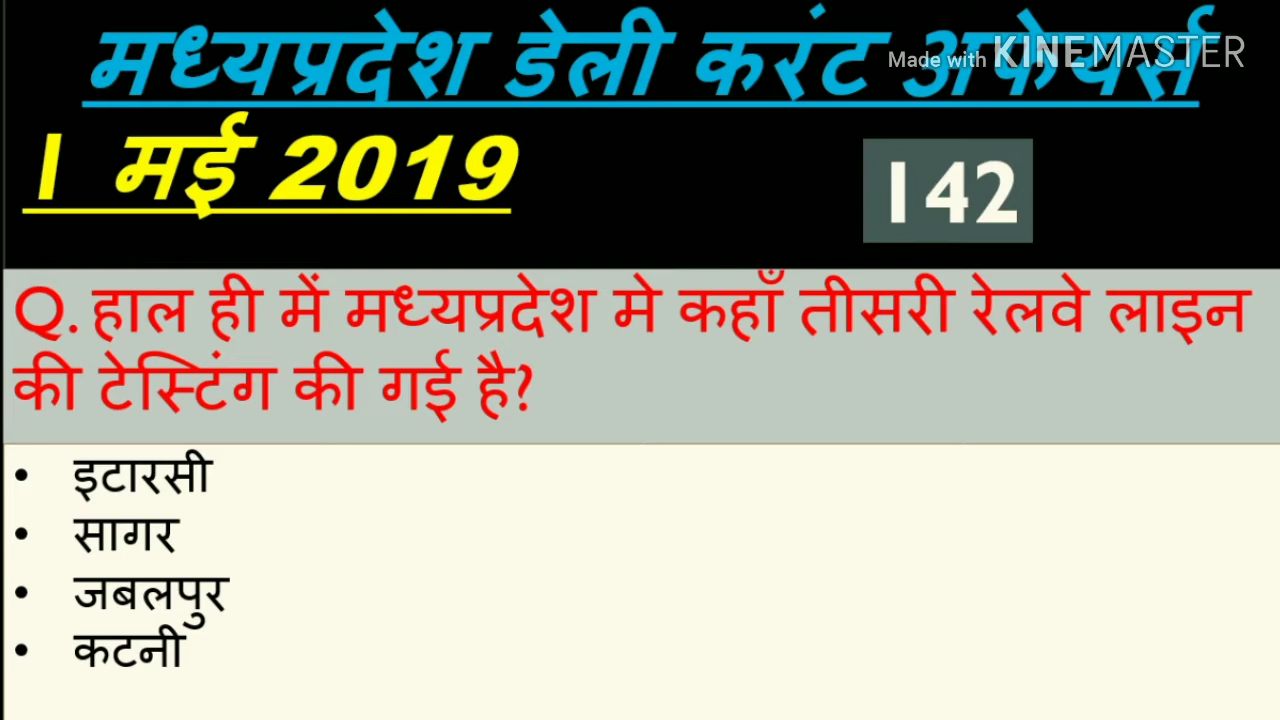 मध्यप्रदेश डेली करंट अफेयर्स
Made with KINEMASTER
1 मई 2019
142
Q. हाल ही में मध्यप्रदेश मे कहाँ तीसरी रेलवे लाइन
की टेस्टिंग की गई है?
• इटारसी
• सागर
• जबलपुर
• कटनी